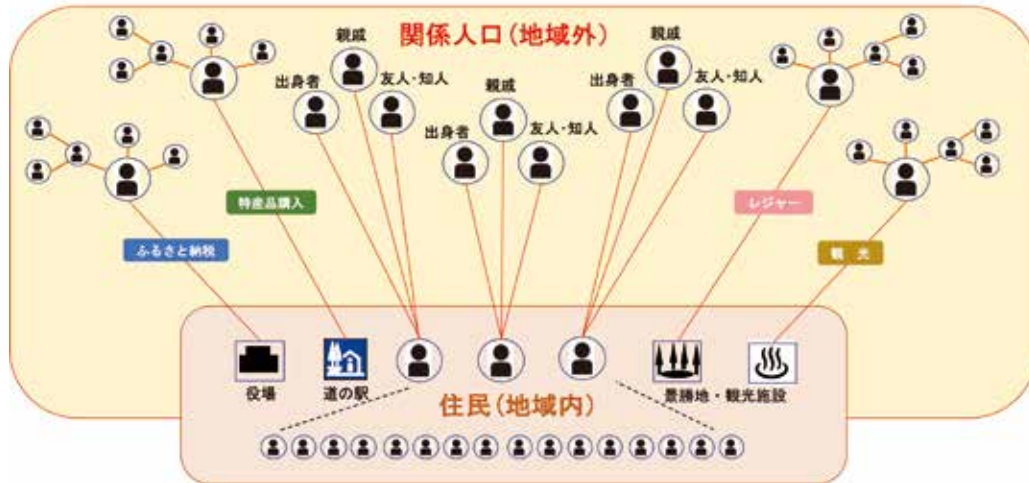 関係人口(地域外)
親戚
出身者
友人・知人
親戚
出身者
友人・知人
親戚
出身者
友人・知人
特産品購入
ふるさと納税
レジャー
観 光
役場
道の駅
景勝地・観光施設
住民(地域内)